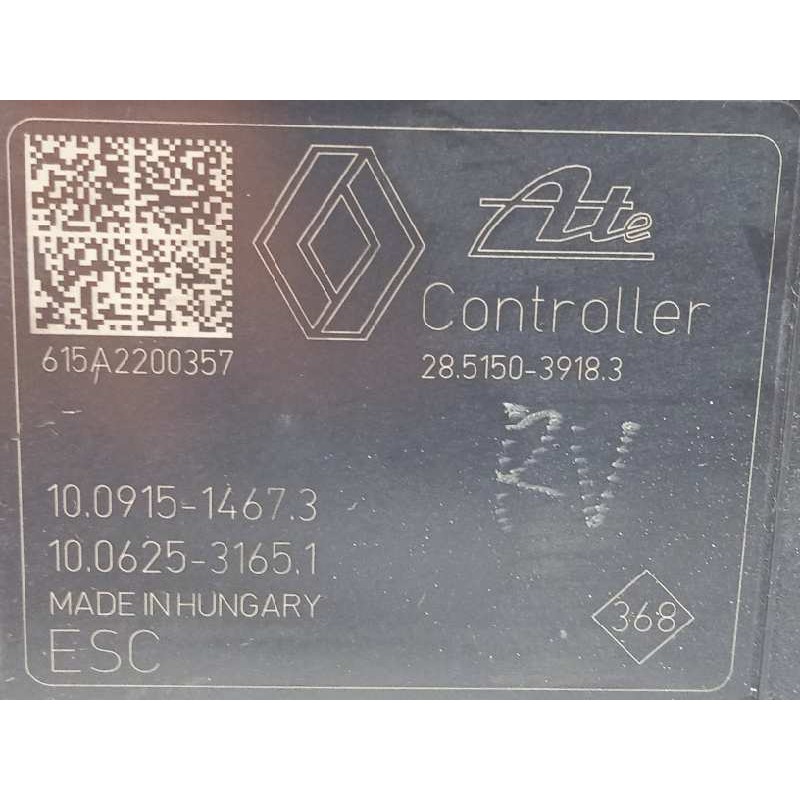 Ate
Controller
615A2200357
28.5150-3918.3
RV
10.0915-1467.3
10.0625-3165.1
MADE IN HUNGARY
368
ESC